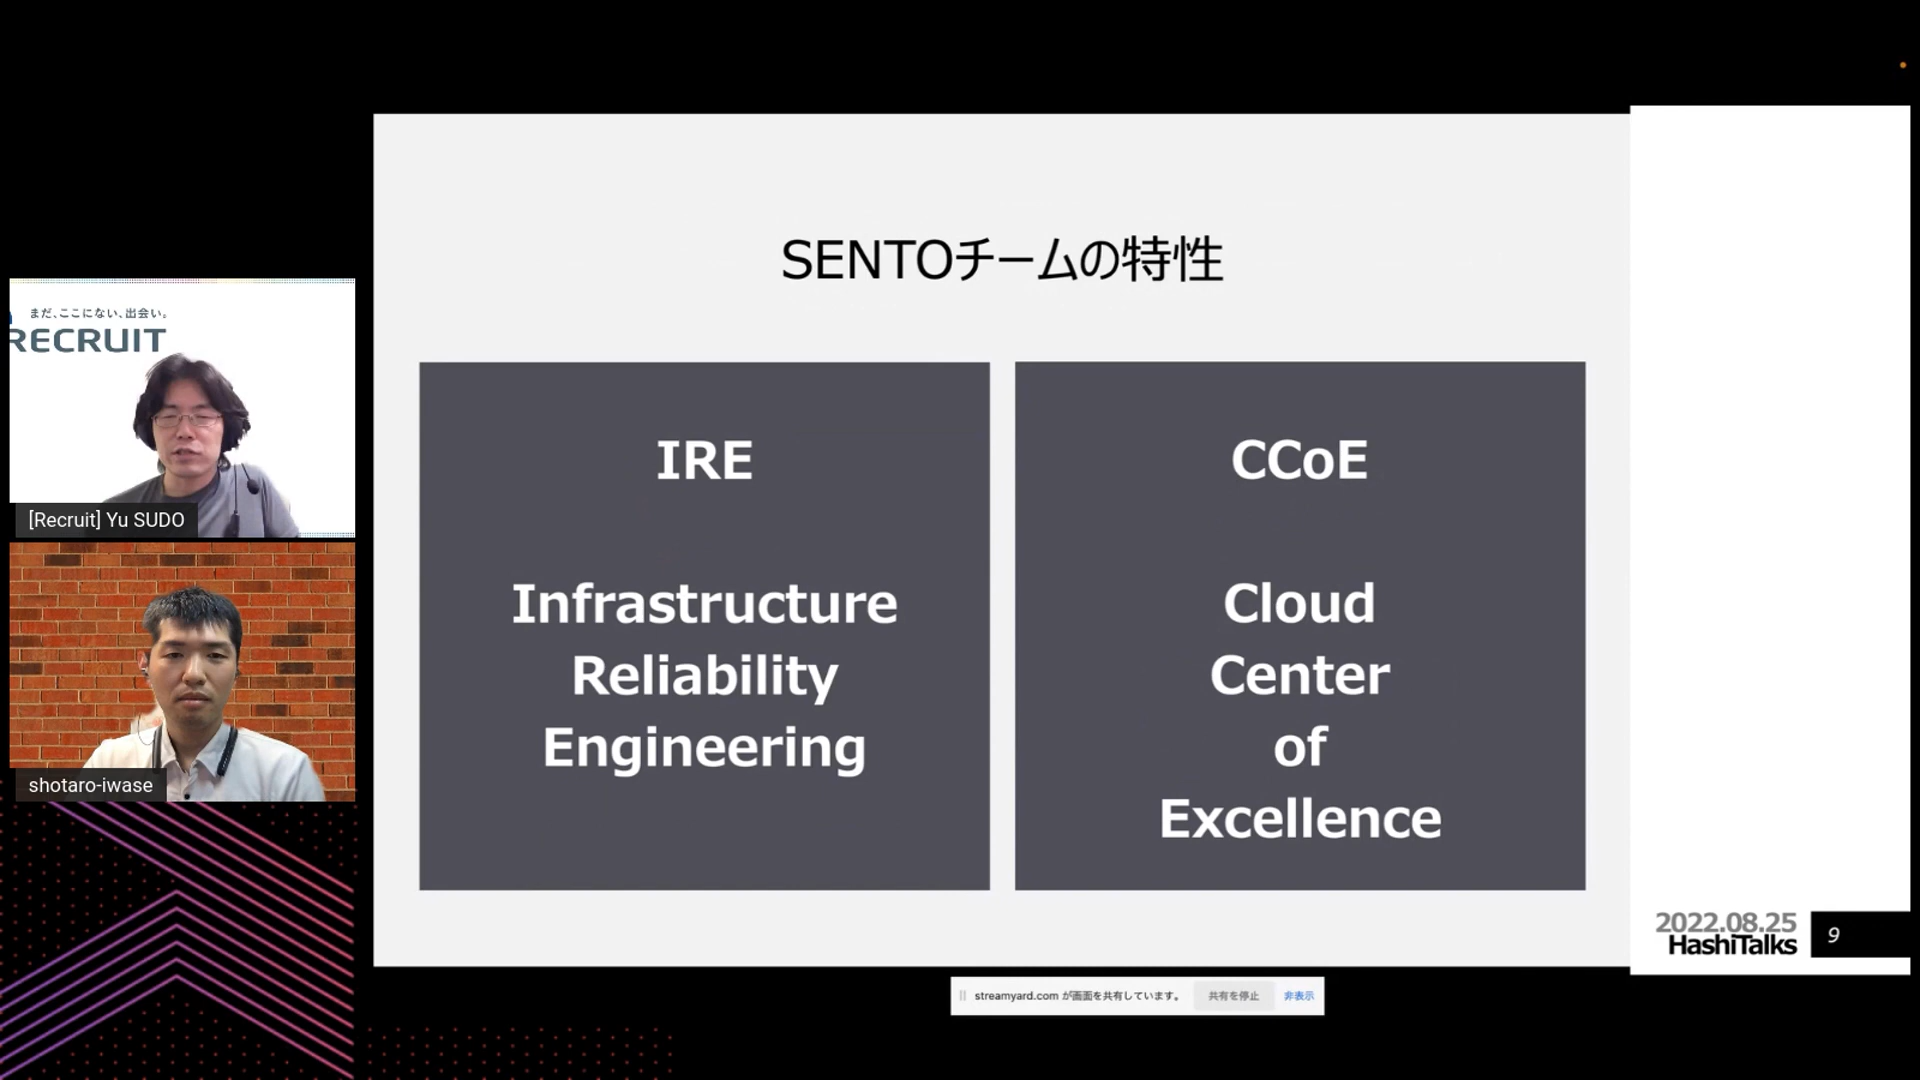 SENTOチームの特性
IRE
Infrastructure
Reliability
Engineering
CCoE
Cloud
Center
of
Excellence
まだ、ここにない、出会い。
RECRUIT
[Recruit] Yu SUDO
shotaro-iwase
2022.08.25
HashiTalks
9
streamyard.com が画面を共有しています。
共有を停止
非表示